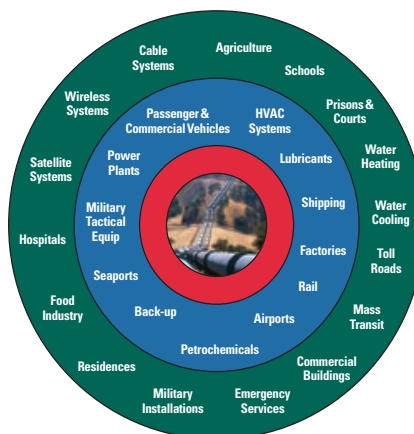 Cable
Systems
Agriculture
Schools
Prisons &
Courts
Water
Heating
Water
Cooling
Toll
Roads
Mass
Transit
Commercial
Buildings
Emergency
Services
Military
Installations
Residences
Food
Industry
Hospitals
Satellite
Systems
Wireless
Systems
Passenger &
Commercial Vehicles
HVAC
Systems
Lubricants
Shipping
Factories
Rail
Airports
Petrochemicals
Back-up
Seaports
Military
Tactical
Equip
Power
Plants